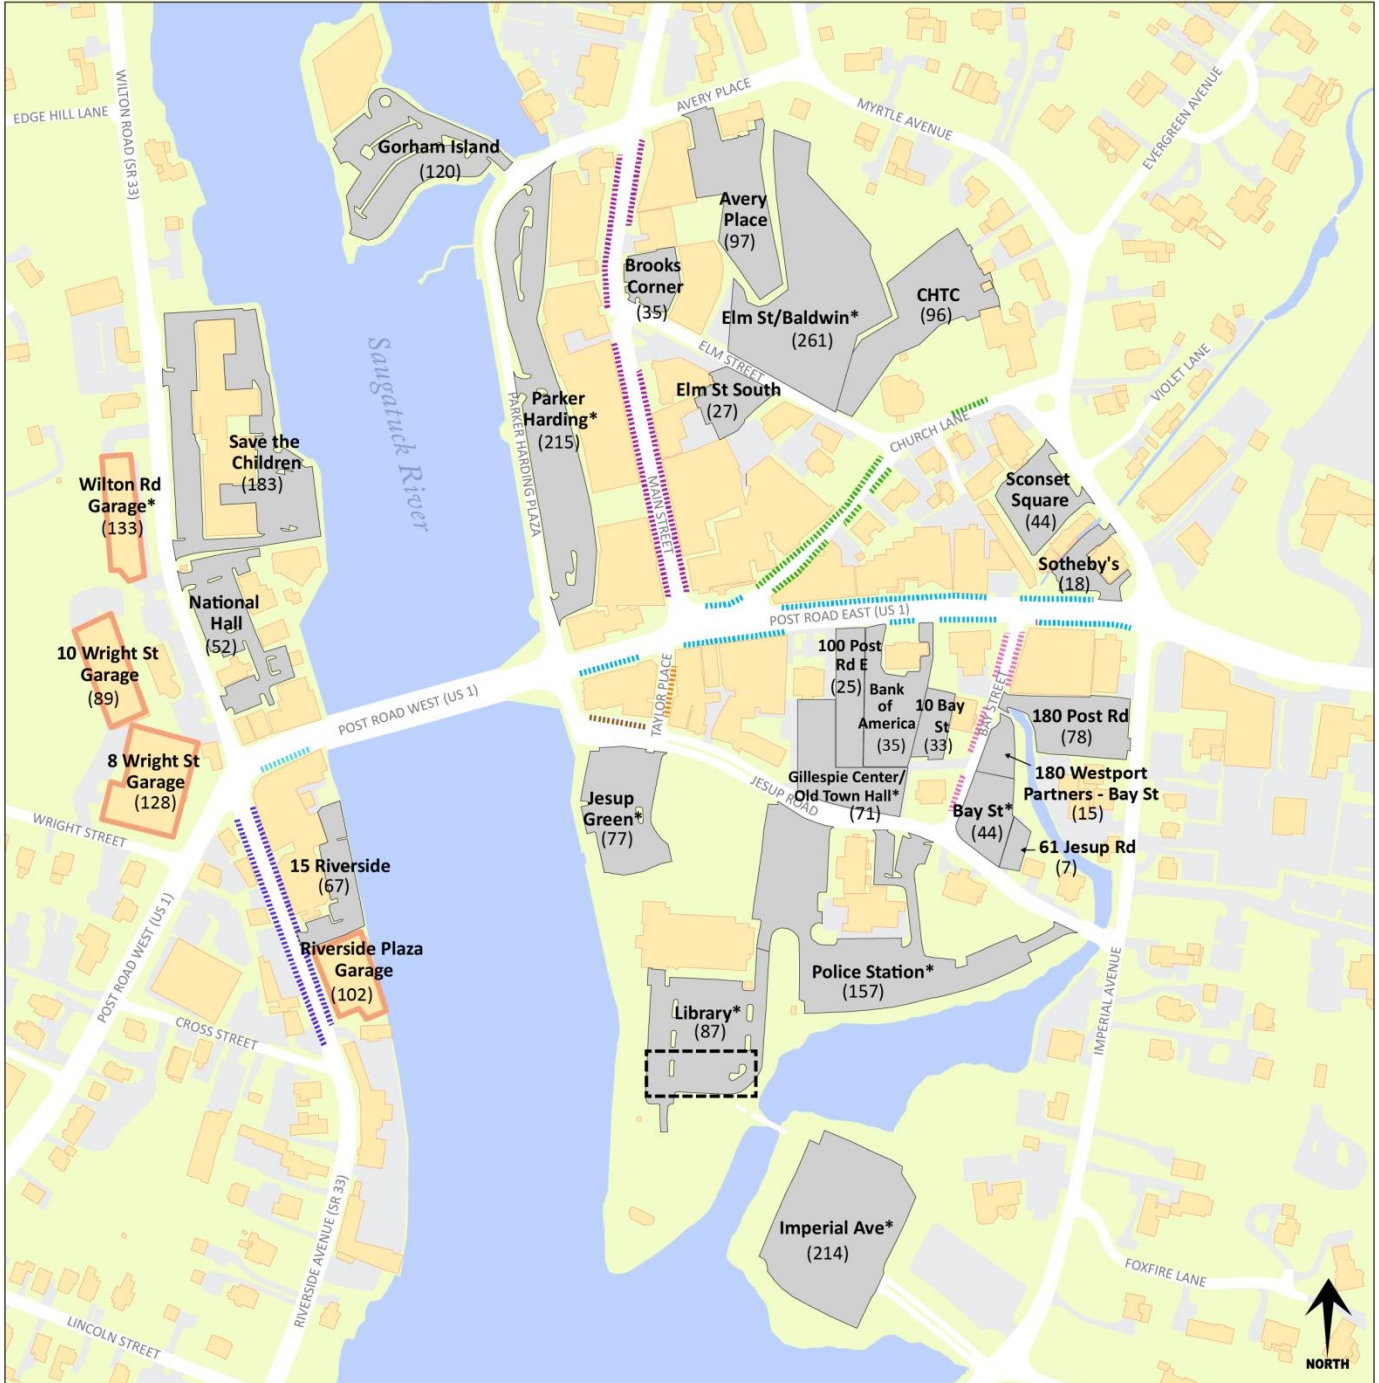 EDGE HILL LANE
WILTON ROAD (SR 33)
AVERY PLACE
MYRTLE AVENUE
EVERGREEN AVENUE
Gorham Island
(120)
Avery
Place
(97)
Brooks
Corner
(35)
Elm St/Baldwin*
(261)
CHTC
(96)
ELM STREET
Elm St South
(27)
VIOLET LANE
CHURCH LANE
Saugatuck River
Parker
Harding*
(215)
PARKER HARDING PLAZA
MAIN STREET
Save the
Children
(183)
Wilton Rd
Garage*
(133)
Sconset
Square
(44)
Sotheby's
(18)
National
Hall
(52)
10 Wright St
Garage
(89)
8 Wright St
Garage
(128)
POST ROAD EAST (US 1)
POST ROAD WEST (US 1)
TAYLOR PLACE
100 Post
Rd E
(25)
Bank
of
America
(35)
10 Bay
St
(33)
BAY STREET
180 Post Rd
(78)
180 Westport
Partners - Bay St
(15)
Gillespie Center/
Old Town Hall*
(71)
JESUP ROAD
Bay St*
(44)
61 Jesup Rd
(7)
Jesup
Green*
(77)
WRIGHT STREET
15 Riverside
(67)
Riverside Plaza
Garage
(102)
POST ROAD WEST (US 1)
CROSS STREET
Police Station*
(157)
Library*
(87)
IMPERIAL AVENUE
Imperial Ave*
(214)
FOXFIRE LANE
RIVERSIDE AVENUE (SR 33)
LINCOLN STREET
NORTH